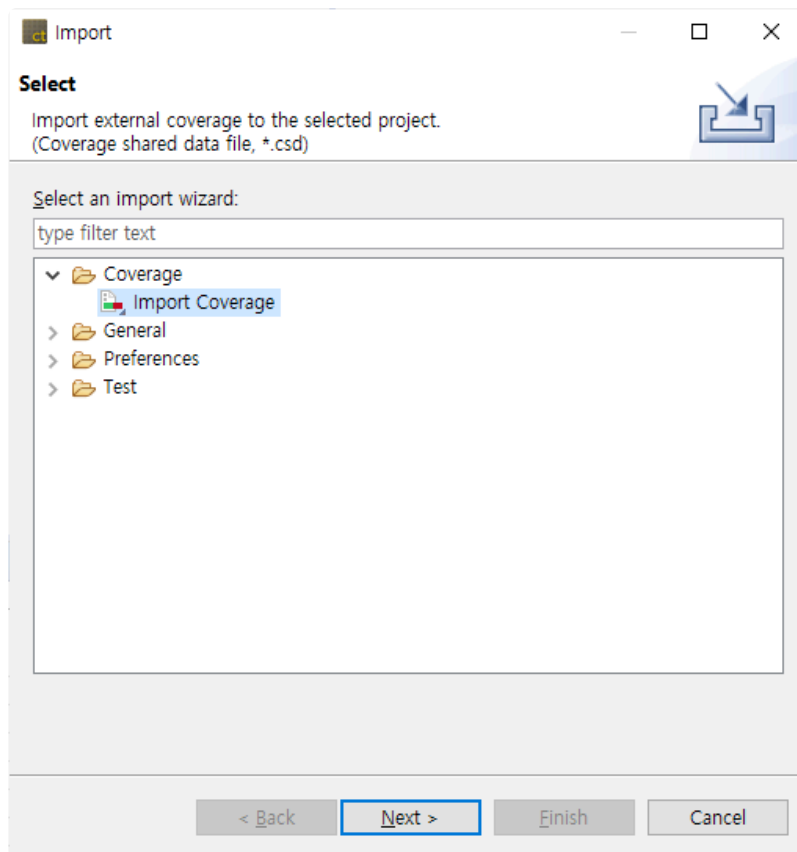 ct Import
Select
Import external coverage to the selected project.
(Coverage shared data file, *.csd)
Select an import wizard:
type filter text
Coverage
Import Coverage
General
Preferences
Test
< Back
Next >
Finish
Cancel